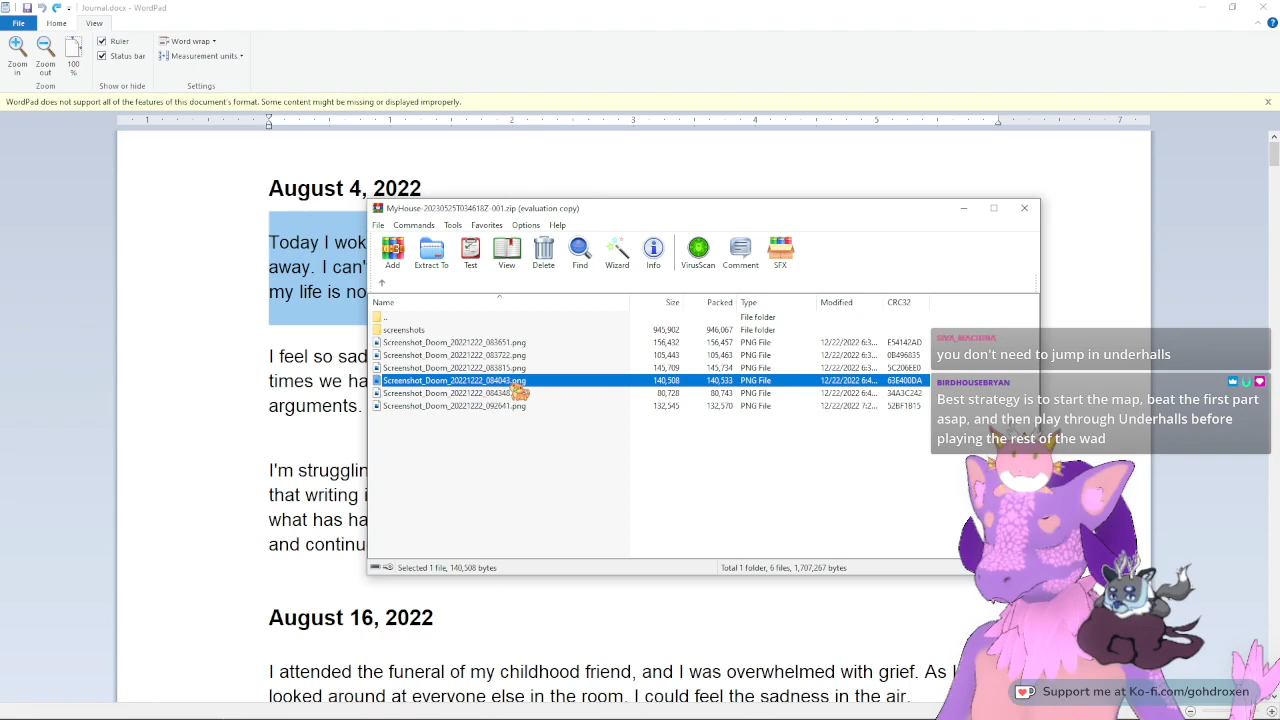 Journal.docx - WordPad
File Home View
Zoom in
Zoom out
100 %
Ruler
Status bar
Word wrap
Measurement units
Zoom
Show or hide
Settings
WordPad does not support all of the features of this document's format. Some content might be missing or displayed improperly.
1 1 2 3 4 5 6 7
August 4, 2022
Today I wok
away. I can'
my life is no
I feel so sad
times we ha
arguments.
I'm strugglin
that writing i
what has ha
and continu
August 16, 2022
I attended the funeral of my childhood friend, and I was overwhelmed with grief. As I
looked around at everyone else in the room, I could feel the sadness in the air.
MyHouse-20230525T034618Z-001.zip (evaluation copy)
File Commands Tools Favorites Options Help
Add Extract To Test View Delete Find Wizard Info VirusScan Comment SFX
Name Size Packed Type Modified CRC32
.. File folder
screenshots 945,902 946,067 File folder
Screenshot_Doom_20221222_083651.png 156,432 156,457 PNG File 12/22/2022 6:3... E54142AD
Screenshot_Doom_20221222_083722.png 105,443 105,463 PNG File 12/22/2022 6:3... 0B496835
Screenshot_Doom_20221222_083815.png 145,709 145,734 PNG File 12/22/2022 6:3... 5C206EE0
Screenshot_Doom_20221222_084043.png 140,508 140,533 PNG File 12/22/2022 6:4... 63E400DA
Screenshot_Doom_20221222_084348.png 80,728 80,743 PNG File 12/22/2022 6:4... 34A3C242
Screenshot_Doom_20221222_092641.png 132,545 132,570 PNG File 12/22/2022 7:2... 52BF1B15
Selected 1 file, 140,508 bytes
Total 1 folder, 6 files, 1,707,267 bytes
you don't need to jump in underhalls
BIRDHOUSEBRYAN
Best strategy is to start the map, beat the first part
asap, and then play through Underhalls before
playing the rest of the wad
Support me at Ko-fi.com/gohdroxen